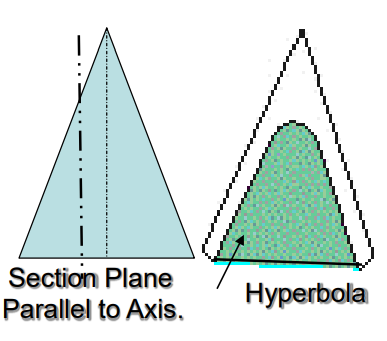 Section Plane
Parallel to Axis.
Hyperbola